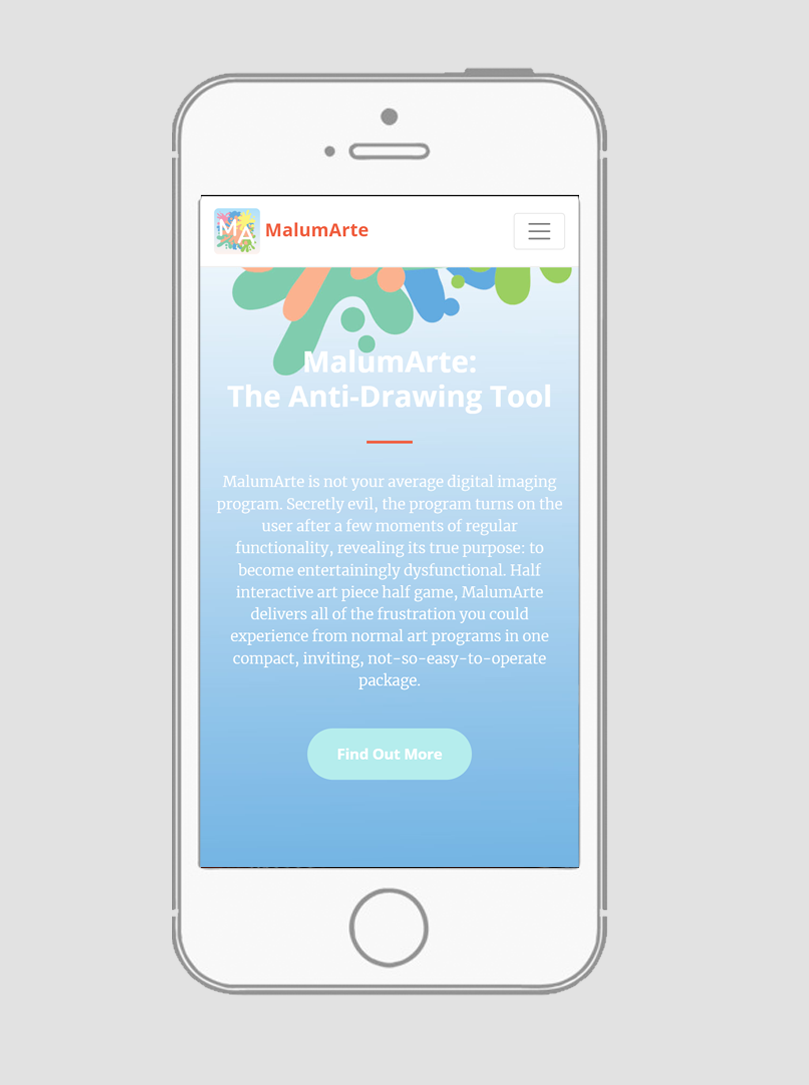 MA
MalumArte
MalumArte:
The Anti-Drawing Tool
MalumArte is not your average digital imaging
program. Secretly evil, the program turns on the
user after a few moments of regular
functionality, revealing its true purpose: to
become entertainingly dysfunctional. Half
interactive art piece half game, MalumArte
delivers all of the frustration you could
experience from normal art programs in one
compact, inviting, not-so-easy-to-operate
package.
Find Out More